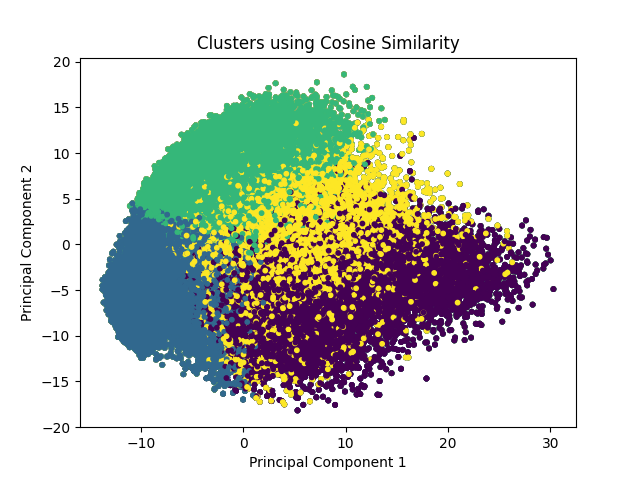 Clusters using Cosine Similarity
20
15
10
5
0
−5
−10
−15
−20
Principal Component 2
−10 0 10 20 30
Principal Component 1